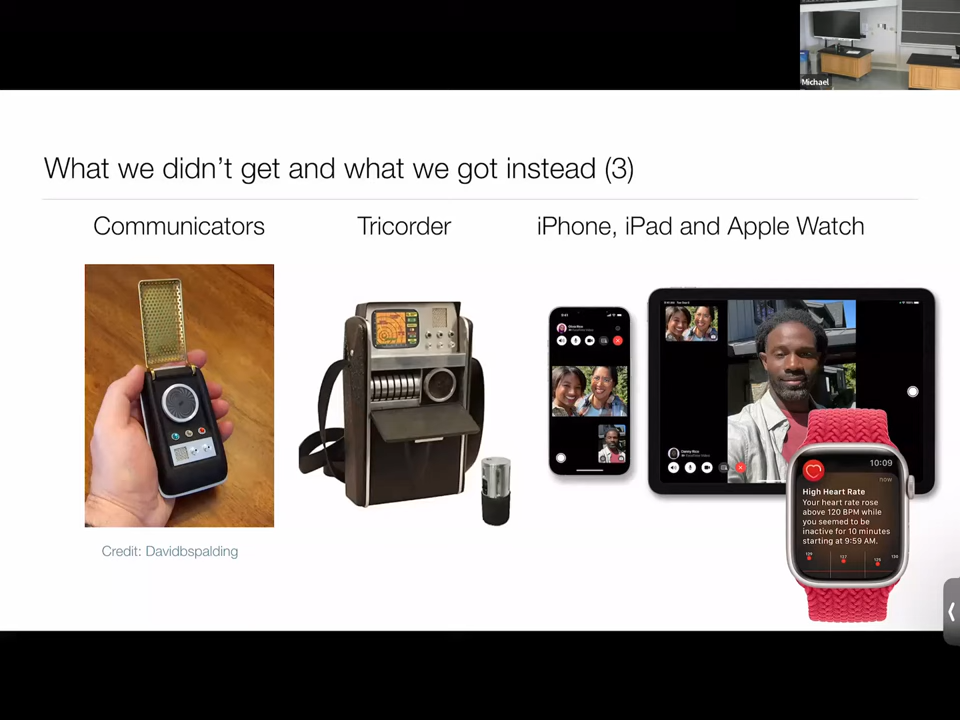 Michael
What we didn't get and what we got instead (3)
Communicators
Tricorder
iPhone, iPad and Apple Watch
Credit: Davidbspalding
9:41
10:09
now
High Heart Rate
Your heart rate rose
above 120 BPM while
you seemed to be
inactive for 10 minutes
starting at 9:59 AM.